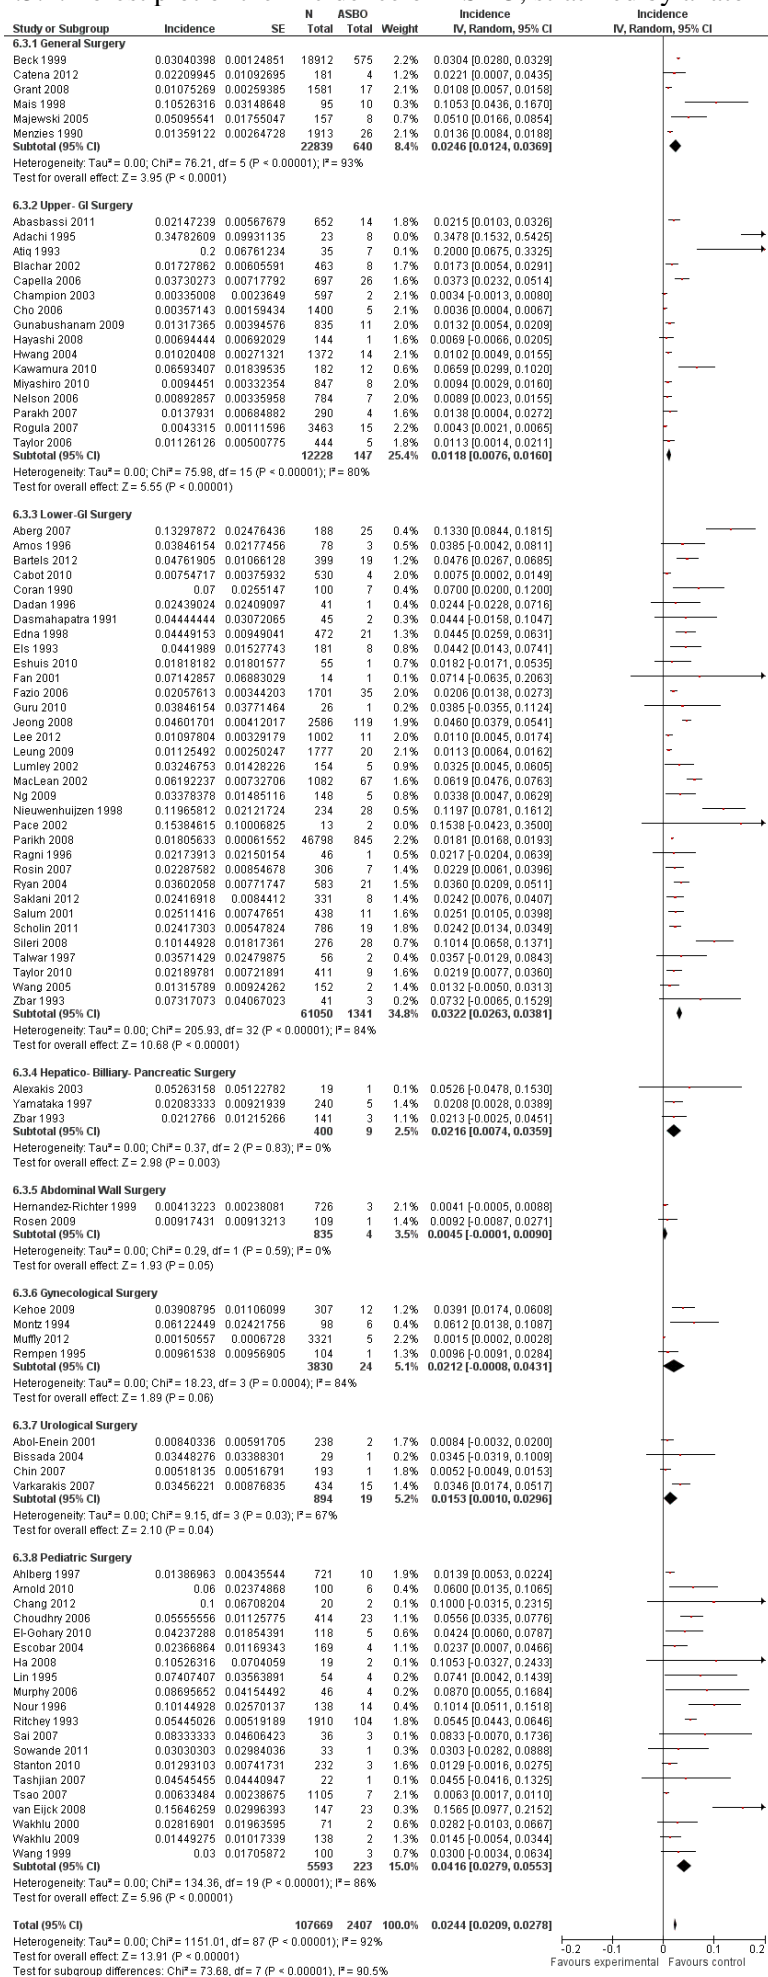 N ASBO Incidence Incidence
Study or Subgroup Incidence SE Total Total Weight IV, Random, 95% CI IV, Random, 95% CI
6.3.1 General Surgery
Beck 1999 0.03040398 0.00124851 18912 575 2.2% 0.0304 [0.0280, 0.0329]
Catena 2012 0.02209945 0.01092695 181 4 1.2% 0.0221 [0.0007, 0.0435]
Grant 2008 0.01075269 0.00259385 1581 17 2.1% 0.0108 [0.0057, 0.0158]
Mais 1998 0.10526316 0.03148648 95 10 0.2% 0.1053 [0.0436, 0.1670]
Majewski 2005 0.05095541 0.01755047 157 8 0.7% 0.0510 [0.0166, 0.0854]
Menzies 1990 0.01359122 0.00264728 1913 26 2.1% 0.0136 [0.0084, 0.0188]
Subtotal (95% CI) 22839 640 8.4% 0.0246 [0.0124, 0.0369]
Heterogeneity: Tau² = 0.00; Chi² = 76.21, df = 5 (P < 0.00001); I² = 93%
Test for overall effect: Z = 3.95 (P < 0.0001)
6.3.2 Upper- GI Surgery
Abasbassi 2011 0.02147239 0.00567679 652 14 1.8% 0.0215 [0.0103, 0.0326]
Adachi 1995 0.34782609 0.09931135 23 8 0.0% 0.3478 [0.1532, 0.5425]
Atiq 1993 0.2 0.06761234 35 7 0.1% 0.2000 [0.0675, 0.3325]
Blachar 2002 0.01727862 0.00605591 463 8 1.7% 0.0173 [0.0054, 0.0291]
Capella 2006 0.03730273 0.00717792 697 26 1.6% 0.0373 [0.0232, 0.0514]
Champion 2003 0.00335008 0.0023649 597 2 2.1% 0.0034 [-0.0013, 0.0080]
Cho 2006 0.00357143 0.00159434 1400 5 2.2% 0.0036 [0.0004, 0.0067]
Gunabushanam 2009 0.01317365 0.00394576 835 11 2.0% 0.0132 [0.0054, 0.0209]
Hayashi 2008 0.00694444 0.00692029 144 1 1.6% 0.0069 [-0.0066, 0.0205]
Hwang 2004 0.01020408 0.00271321 1372 14 2.1% 0.0102 [0.0049, 0.0155]
Kawamura 2010 0.06593407 0.01839535 182 12 0.6% 0.0659 [0.0299, 0.1020]
Miyashiro 2010 0.0094451 0.00332354 847 8 2.0% 0.0094 [0.0029, 0.0160]
Nelson 2006 0.00892857 0.00335958 784 7 2.0% 0.0089 [0.0023, 0.0155]
Parakh 2007 0.0137931 0.00684882 290 4 1.6% 0.0138 [0.0004, 0.0272]
Rogula 2007 0.0043315 0.00111596 3463 15 2.2% 0.0043 [0.0021, 0.0065]
Taylor 2006 0.01126126 0.00500775 444 5 1.8% 0.0113 [0.0014, 0.0211]
Subtotal (95% CI) 12228 147 25.4% 0.0118 [0.0076, 0.0160]
Heterogeneity: Tau² = 0.00; Chi² = 75.98, df = 15 (P < 0.00001); I² = 80%
Test for overall effect: Z = 5.55 (P < 0.00001)
6.3.3 Lower-GI Surgery
Aberg 2007 0.13297872 0.02476436 188 25 0.4% 0.1330 [0.0844, 0.1815]
Amos 1996 0.03846154 0.02177456 78 3 0.5% 0.0385 [-0.0042, 0.0811]
Bartels 2012 0.04761905 0.01066128 399 19 1.2% 0.0476 [0.0267, 0.0685]
Cabot 2010 0.00754717 0.00375932 530 4 2.0% 0.0075 [0.0002, 0.0149]
Coran 1990 0.07 0.0255147 100 7 0.4% 0.0700 [0.0200, 0.1200]
Dadan 1996 0.02439024 0.02409097 41 1 0.4% 0.0244 [-0.0228, 0.0716]
Dasmahapatra 1991 0.04444444 0.03072065 45 2 0.3% 0.0444 [-0.0158, 0.1047]
Edna 1998 0.04449153 0.00949041 472 21 1.3% 0.0445 [0.0259, 0.0631]
Els 1993 0.0441989 0.01527743 181 8 0.8% 0.0442 [0.0143, 0.0741]
Eshuis 2010 0.01818182 0.01801577 55 1 0.7% 0.0182 [-0.0171, 0.0535]
Fan 2001 0.07142857 0.06883029 14 1 0.1% 0.0714 [-0.0635, 0.2063]
Fazio 2006 0.02057613 0.00344203 1701 35 2.0% 0.0206 [0.0138, 0.0273]
Guru 2010 0.03846154 0.03771464 26 1 0.2% 0.0385 [-0.0355, 0.1124]
Jeong 2008 0.04601701 0.00412017 2586 119 1.9% 0.0460 [0.0379, 0.0541]
Lee 2012 0.01097804 0.00329179 1002 11 2.0% 0.0110 [0.0045, 0.0174]
Leung 2009 0.01125492 0.00250247 1777 20 2.1% 0.0113 [0.0064, 0.0162]
Lumley 2002 0.03246753 0.01428226 154 5 0.9% 0.0325 [0.0045, 0.0605]
MacLean 2002 0.06192237 0.00732706 1082 67 1.6% 0.0619 [0.0476, 0.0763]
Ng 2009 0.03378378 0.01485116 148 5 0.8% 0.0338 [0.0047, 0.0629]
Nieuwenhuijzen 1998 0.11965812 0.02121724 234 28 0.5% 0.1197 [0.0781, 0.1612]
Pace 2002 0.15384615 0.10006825 13 2 0.0% 0.1538 [-0.0423, 0.3500]
Parikh 2008 0.01805633 0.00061552 46798 845 2.2% 0.0181 [0.0168, 0.0193]
Ragni 1996 0.02173913 0.02150154 46 1 0.5% 0.0217 [-0.0204, 0.0639]
Rosin 2007 0.02287582 0.00854678 306 7 1.4% 0.0229 [0.0061, 0.0396]
Ryan 2004 0.03602058 0.00771747 583 21 1.5% 0.0360 [0.0209, 0.0511]
Saklani 2012 0.02416918 0.0084412 331 8 1.4% 0.0242 [0.0076, 0.0407]
Salum 2001 0.02511416 0.00747651 438 11 1.5% 0.0251 [0.0105, 0.0398]
Scholin 2011 0.02417303 0.00547824 786 19 1.8% 0.0242 [0.0134, 0.0349]
Sileri 2008 0.10144928 0.01817361 276 28 0.6% 0.1014 [0.0658, 0.1371]
Talwar 1997 0.03571429 0.02479875 56 2 0.4% 0.0357 [-0.0129, 0.0843]
Taylor 2010 0.02189781 0.00721891 411 9 1.6% 0.0219 [0.0077, 0.0360]
Wang 2005 0.01315789 0.00924262 152 2 1.4% 0.0132 [-0.0050, 0.0313]
Zbar 1993 0.07317073 0.04067023 41 3 0.2% 0.0732 [-0.0065, 0.1529]
Subtotal (95% CI) 61050 1341 34.8% 0.0322 [0.0263, 0.0381]
Heterogeneity: Tau² = 0.00; Chi² = 205.93, df = 32 (P < 0.00001); I² = 84%
Test for overall effect: Z = 10.68 (P < 0.00001)
6.3.4 Hepatico- Billiary- Pancreatic Surgery
Alexakis 2003 0.05263158 0.05122782 19 1 0.1% 0.0526 [-0.0478, 0.1530]
Yamataka 1997 0.02083333 0.00921939 240 5 1.4% 0.0208 [0.0028, 0.0389]
Zbar 1993 0.0212766 0.01215266 141 3 1.0% 0.0213 [-0.0025, 0.0451]
Subtotal (95% CI) 400 9 2.5% 0.0216 [0.0074, 0.0359]
Heterogeneity: Tau² = 0.00; Chi² = 0.37, df = 2 (P = 0.83); I² = 0%
Test for overall effect: Z = 2.98 (P = 0.003)
6.3.5 Abdominal Wall Surgery
Hernandez-Richter 1999 0.00413223 0.00238081 726 3 2.1% 0.0041 [-0.0005, 0.0088]
Rosen 2009 0.00917431 0.00913213 109 1 1.4% 0.0092 [-0.0087, 0.0271]
Subtotal (95% CI) 835 4 3.5% 0.0045 [-0.0001, 0.0090]
Heterogeneity: Tau² = 0.00; Chi² = 0.29, df = 1 (P = 0.59); I² = 0%
Test for overall effect: Z = 1.93 (P = 0.05)
6.3.6 Gynecological Surgery
Kehoe 2009 0.03908795 0.01106099 307 12 1.2% 0.0391 [0.0174, 0.0608]
Montz 1994 0.06122449 0.02421756 98 6 0.4% 0.0612 [0.0138, 0.1087]
Muffly 2012 0.00150557 0.0006728 3321 5 2.2% 0.0015 [0.0002, 0.0028]
Rempen 1995 0.00961538 0.00956905 104 1 1.3% 0.0096 [-0.0091, 0.0284]
Subtotal (95% CI) 3830 24 5.1% 0.0212 [-0.0008, 0.0431]
Heterogeneity: Tau² = 0.00; Chi² = 18.23, df = 3 (P = 0.0004); I² = 84%
Test for overall effect: Z = 1.89 (P = 0.06)
6.3.7 Urological Surgery
Abol-Enein 2001 0.00840336 0.00591705 238 2 1.7% 0.0084 [-0.0032, 0.0200]
Bissada 2004 0.03448276 0.03388301 29 1 0.2% 0.0345 [-0.0319, 0.1009]
Chin 2007 0.00518135 0.00516791 193 1 1.8% 0.0052 [-0.0049, 0.0153]
Varkarakis 2007 0.03456221 0.00876835 434 15 1.4% 0.0346 [0.0174, 0.0517]
Subtotal (95% CI) 894 19 5.2% 0.0153 [0.0010, 0.0296]
Heterogeneity: Tau² = 0.00; Chi² = 9.15, df = 3 (P = 0.03); I² = 67%
Test for overall effect: Z = 2.10 (P = 0.04)
6.3.8 Pediatric Surgery
Ahlberg 1997 0.01386963 0.00435544 721 10 1.9% 0.0139 [0.0053, 0.0224]
Arnold 2010 0.06 0.02374868 100 6 0.4% 0.0600 [0.0135, 0.1065]
Chang 2012 0.1 0.06708204 20 2 0.1% 0.1000 [-0.0315, 0.2315]
Choudhry 2006 0.05555556 0.01125775 414 23 1.1% 0.0556 [0.0335, 0.0776]
El-Gohary 2010 0.04237288 0.01854391 118 5 0.6% 0.0424 [0.0060, 0.0787]
Escobar 2004 0.02366864 0.01169343 169 4 1.1% 0.0237 [0.0007, 0.0466]
Ha 2008 0.10526316 0.0704059 19 2 0.1% 0.1053 [-0.0327, 0.2433]
Lin 1995 0.07407407 0.03563891 54 4 0.2% 0.0741 [0.0042, 0.1439]
Murphy 2006 0.08695652 0.04154492 46 4 0.2% 0.0870 [0.0055, 0.1684]
Nour 1996 0.10144928 0.02570137 138 14 0.4% 0.1014 [0.0511, 0.1518]
Ritchey 1993 0.05445026 0.00519189 1910 104 1.8% 0.0545 [0.0443, 0.0646]
Sai 2007 0.08333333 0.04606423 36 3 0.2% 0.0833 [-0.0070, 0.1736]
Sowande 2011 0.03030303 0.02984036 33 1 0.3% 0.0303 [-0.0282, 0.0888]
Stanton 2010 0.01293103 0.00741731 232 3 1.6% 0.0129 [-0.0016, 0.0275]
Tashjian 2007 0.04545455 0.04440947 22 1 0.2% 0.0455 [-0.0416, 0.1325]
Tsao 2007 0.00633484 0.00238675 1105 7 2.1% 0.0063 [0.0017, 0.0110]
van Eijck 2008 0.15646259 0.02996393 147 23 0.3% 0.1565 [0.0977, 0.2152]
Wakhlu 2000 0.02816901 0.01963595 71 2 0.6% 0.0282 [-0.0103, 0.0667]
Wakhlu 2009 0.01449275 0.01017339 138 2 1.3% 0.0145 [-0.0054, 0.0344]
Wang 1999 0.03 0.01705872 100 3 0.7% 0.0300 [-0.0034, 0.0634]
Subtotal (95% CI) 5593 223 15.0% 0.0416 [0.0279, 0.0553]
Heterogeneity: Tau² = 0.00; Chi² = 134.36, df = 19 (P < 0.00001); I² = 86%
Test for overall effect: Z = 5.96 (P < 0.00001)
Total (95% CI) 107669 2407 100.0% 0.0244 [0.0209, 0.0278]
Heterogeneity: Tau² = 0.00; Chi² = 1151.01, df = 87 (P < 0.00001); I² = 92%
Test for overall effect: Z = 13.91 (P < 0.00001)
Test for subgroup differences: Chi² = 73.68, df = 7 (P < 0.00001), I² = 90.5%
-0.2 -0.1 0 0.1 0.2
Favours experimental Favours control